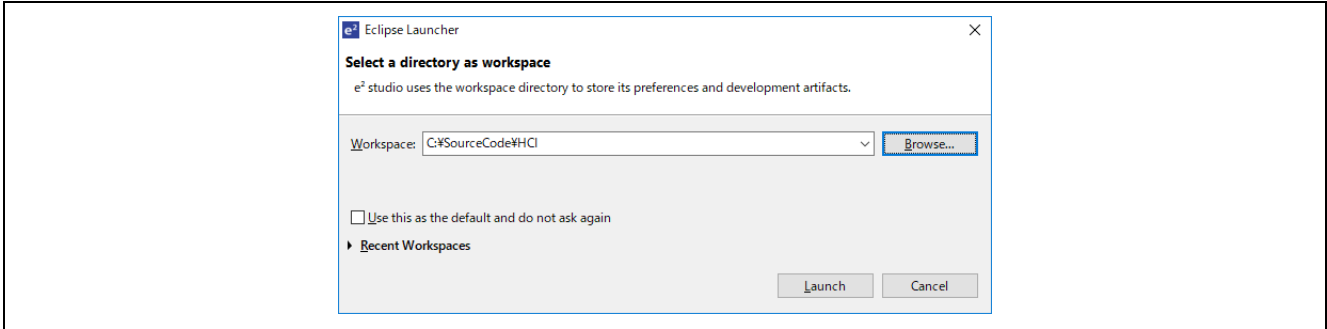 e² Eclipse Launcher
Select a directory as workspace
e² studio uses the workspace directory to store its preferences and development artifacts.
Workspace: C:¥SourceCode¥HCI Browse...
Use this as the default and do not ask again
Recent Workspaces
Launch Cancel